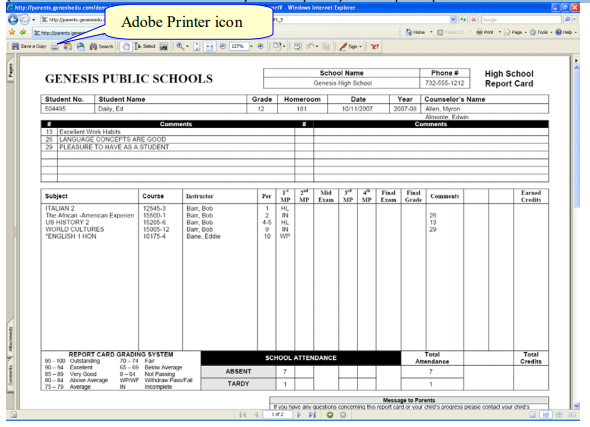 http://parents.genesisedu.com/dem
Windows Internet Explorer
Adobe Printer icon
http://parents.genesisedu.c
Home
Print
Page
Tools
Help
Save a Copy
Search
Select
127%
Sign
Pages
GENESIS PUBLIC SCHOOLS
School Name
Phone #
High School
Genesis High School
732-555-1212
Report Card
Student No. Student Name Grade Homeroom Date Year Counselor's Name
504495 Daily, Ed 12 181 10/11/2007 2007-08 Allen, Myron
Almonte, Edwin
# Comments # Comments
13 Excellent Work Habits
26 LANGUAGE CONCEPTS ARE GOOD
29 PLEASURE TO HAVE AS A STUDENT
Subject Course Instructor Per 1st MP 2nd MP Mid Exam 3rd MP 4th MP Final Exam Final Grade Comments Earned Credits
ITALIAN 2 12545-3 Barr, Bob 1 HL
The African -American Experien 15500-1 Barr, Bob 2 IN 26
US HISTORY 2 15205-6 Barr, Bob 4-5 HL 13
WORLD CULTURES 15005-12 Barr, Bob 9 IN 29
*ENGLISH 1 HON 10175-4 Bane, Eddie 10 WP
Attachments
Comments
REPORT CARD GRADING SYSTEM
95 - 100 Outstanding 70 – 74 Fair
90 – 94 Excellent 65 – 69 Below Average
85 – 89 Very Good 0 – 64 Not Passing
80 – 84 Above Average WP/WF Withdraw Pass/Fail
75 – 79 Average IN Incomplete
SCHOOL ATTENDANCE
Total Attendance
Total Credits
ABSENT 7 7
TARDY 1 1
Message to Parents
If you have any questions concerning this report card or your child's progress please contact your child's
3 of 2